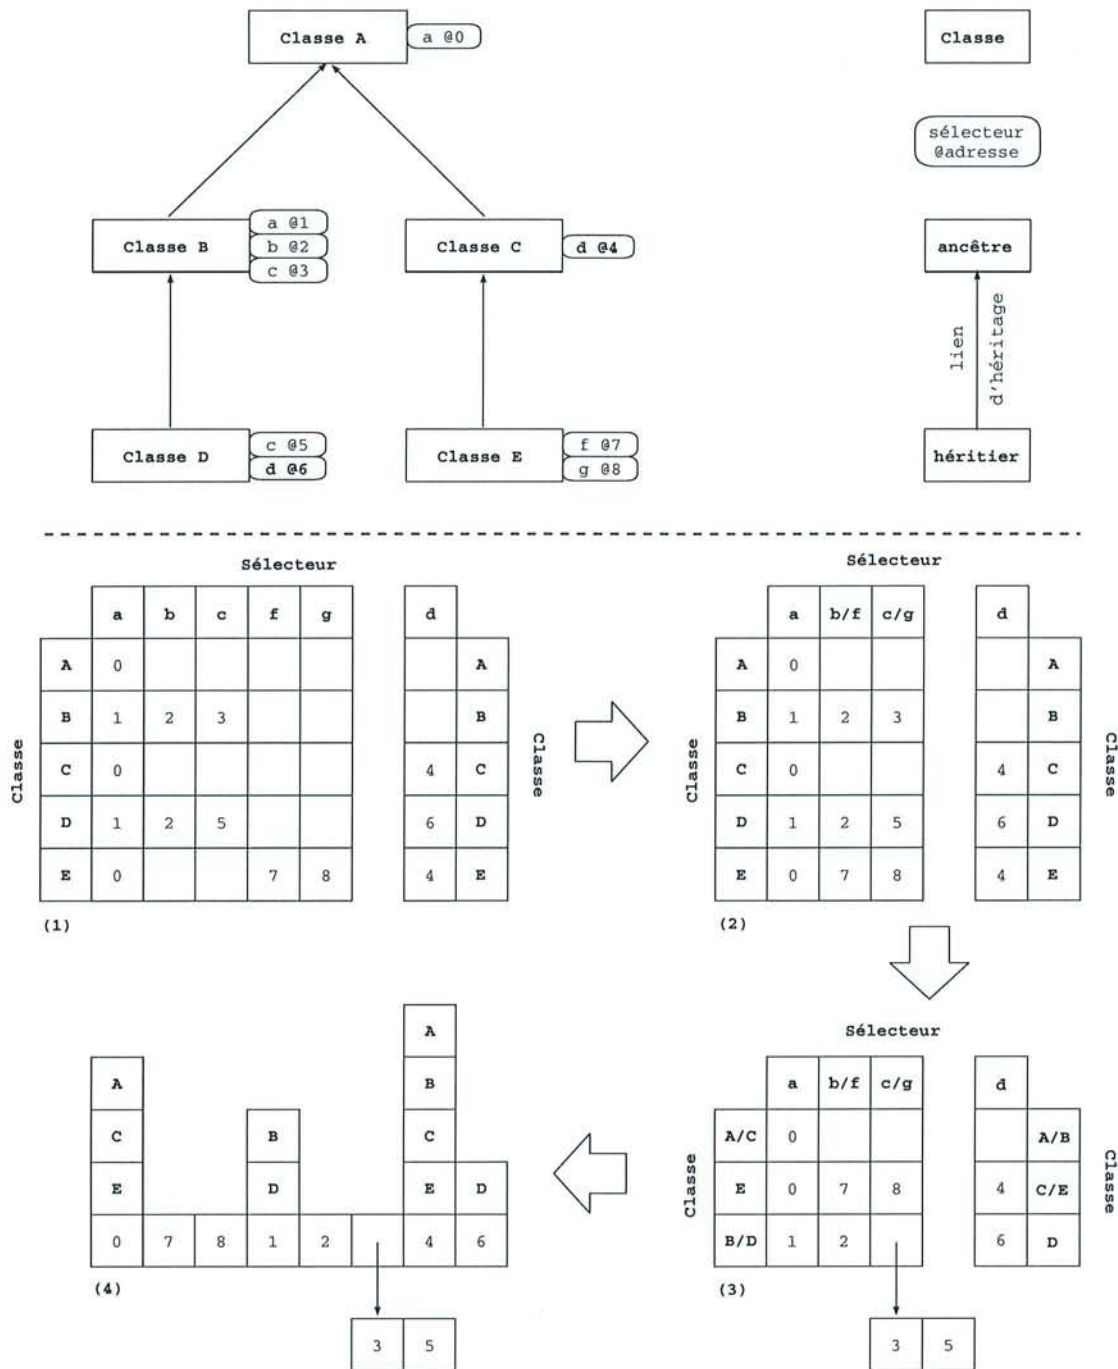 Classe A
a @0
Classe
sélecteur
@adresse
Classe B
a @1
b @2
c @3
Classe C
d @4
ancêtre
lien
d'héritage
Classe D
c @5
d @6
Classe E
f @7
g @8
héritier
Sélecteur
a b c f g d
A 0 A
B 1 2 3 B
C 0 4 C
D 1 2 5 6 D
E 0 7 8 4 E
Classe
Classe
(1)
Sélecteur
a b/f c/g d
A 0 A
B 1 2 3 B
C 0 4 C
D 1 2 5 6 D
E 0 7 8 4 E
Classe
Classe
(2)
Sélecteur
a b/f c/g d
A/C 0 A/B
E 0 7 8 4 C/E
B/D 1 2 6 D
Classe
Classe
(3)
3 5
A
A B
C B C
E D E D
0 7 8 1 2 4 6
(4)
3 5